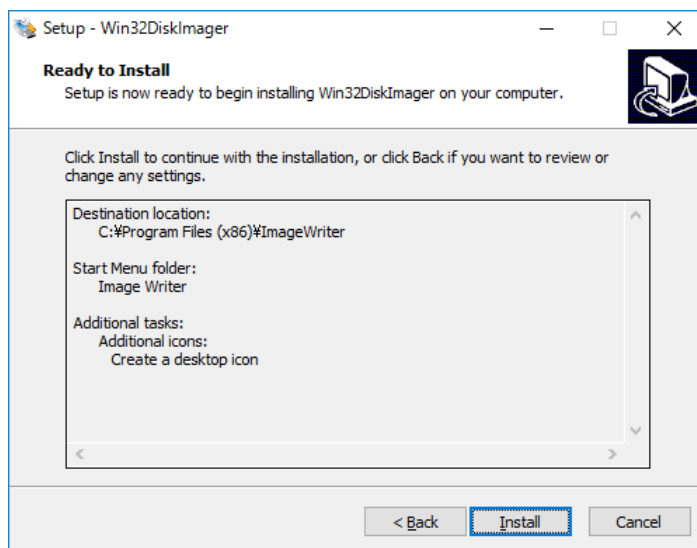 Setup - Win32DiskImager
Ready to Install
Setup is now ready to begin installing Win32DiskImager on your computer.
Click Install to continue with the installation, or click Back if you want to review or
change any settings.
Destination location:
C:¥Program Files (x86)¥ImageWriter
Start Menu folder:
Image Writer
Additional tasks:
Additional icons:
Create a desktop icon
< Back
Install
Cancel